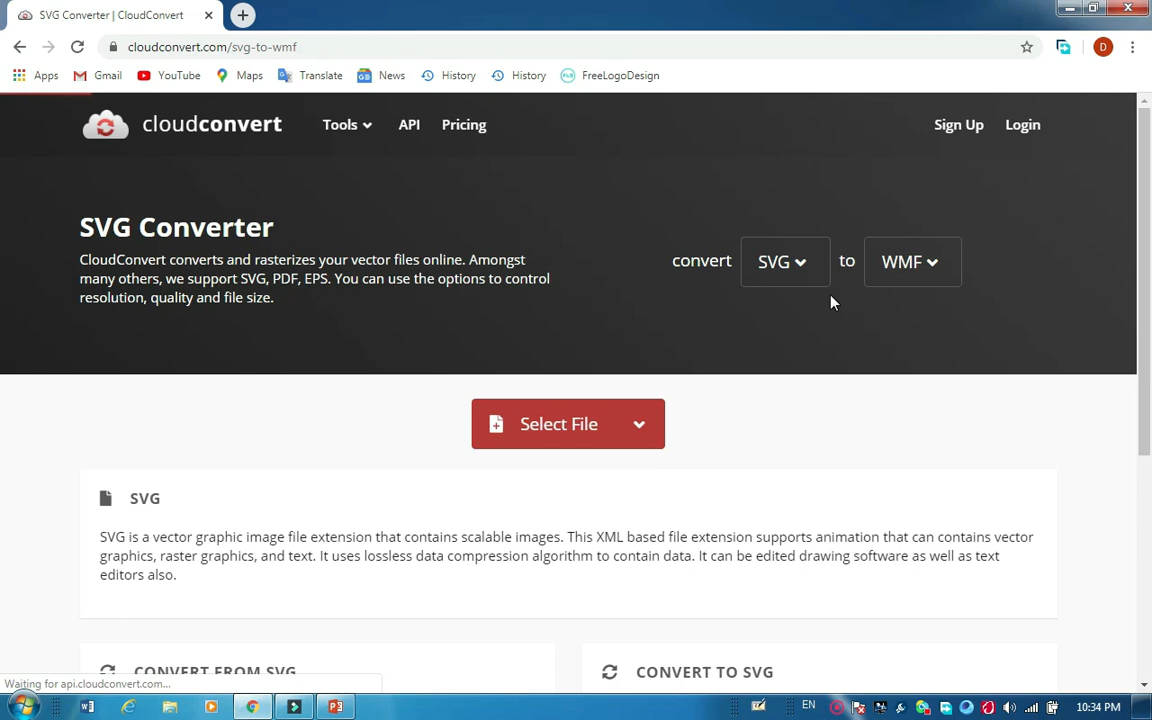 SVG Converter | CloudConvert
cloudconvert.com/svg-to-wmf
D
Apps Gmail YouTube Maps Translate News History History FreeLogoDesign
cloudconvert Tools API Pricing Sign Up Login
SVG Converter
CloudConvert converts and rasterizes your vector files online. Amongst
many others, we support SVG, PDF, EPS. You can use the options to control
resolution, quality and file size.
convert SVG to WMF
Select File
SVG
SVG is a vector graphic image file extension that contains scalable images. This XML based file extension supports animation that can contains vector
graphics, raster graphics, and text. It uses lossless data compression algorithm to contain data. It can be edited drawing software as well as text
editors also.
CONVERT FROM SVG
CONVERT TO SVG
Waiting for api.cloudconvert.com...
EN
10:34 PM